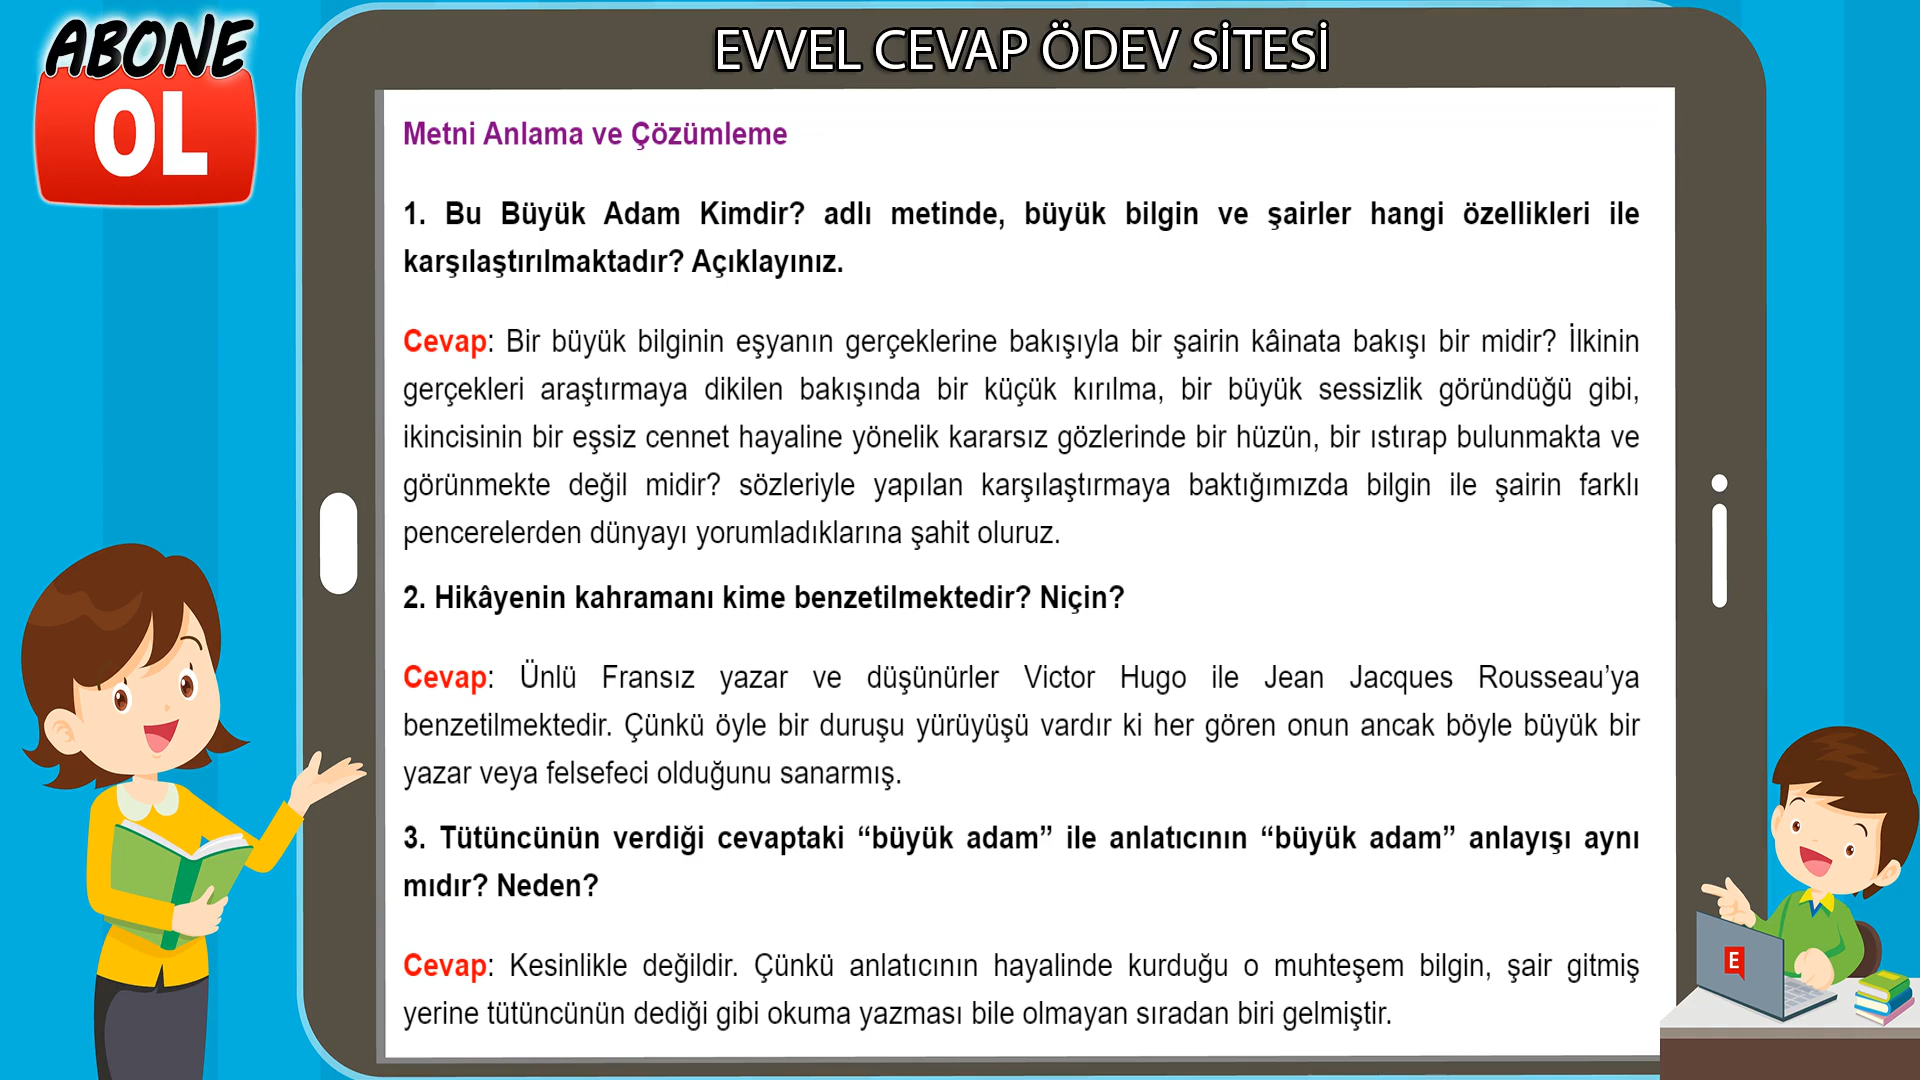 ABONE
OL
EVVEL CEVAP ÖDEV SİTESİ
Metni Anlama ve Çözümleme
1. Bu Büyük Adam Kimdir? adlı metinde, büyük bilgin ve şairler hangi özellikleri ile
karşılaştırılmaktadır? Açıklayınız.
Cevap: Bir büyük bilginin eşyanın gerçeklerine bakışıyla bir şairin kâinata bakışı bir midir? İlkinin
gerçekleri araştırmaya dikilen bakışında bir küçük kırılma, bir büyük sessizlik göründüğü gibi,
ikincisinin bir eşsiz cennet hayaline yönelik kararsız gözlerinde bir hüzün, bir ıstırap bulunmakta ve
görünmekte değil midir? sözleriyle yapılan karşılaştırmaya baktığımızda bilgin ile şairin farklı
pencerelerden dünyayı yorumladıklarına şahit oluruz.
2. Hikâyenin kahramanı kime benzetilmektedir? Niçin?
Cevap: Ünlü Fransız yazar ve düşünürler Victor Hugo ile Jean Jacques Rousseau’ya
benzetilmektedir. Çünkü öyle bir duruşu yürüyüşü vardır ki her gören onun ancak böyle büyük bir
yazar veya felsefeci olduğunu sanarmış.
3. Tütüncünün verdiği cevaptaki “büyük adam” ile anlatıcının “büyük adam” anlayışı aynı
mıdır? Neden?
Cevap: Kesinlikle değildir. Çünkü anlatıcının hayalinde kurduğu o muhteşem bilgin, şair gitmiş
yerine tütüncünün dediği gibi okuma yazması bile olmayan sıradan biri gelmiştir.
E